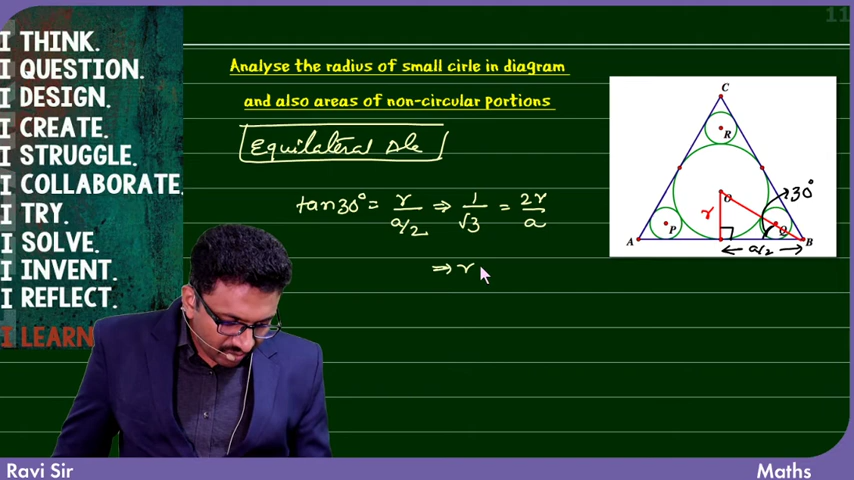 11
I THINK.
I QUESTION.
I DESIGN.
I CREATE.
I STRUGGLE.
I COLLABORATE.
I TRY.
I SOLVE.
I INVENT.
I REFLECT.
I LEARN
Analyse the radius of small cirle in diagram
and also areas of non-circular portions
Equilateral Δle
tan30° = r/(a/2) ⇒ 1/√3 = 2r/a
⇒ r
C
R
O
30°
r
P
Q
A
B
a/2
Ravi Sir
Maths